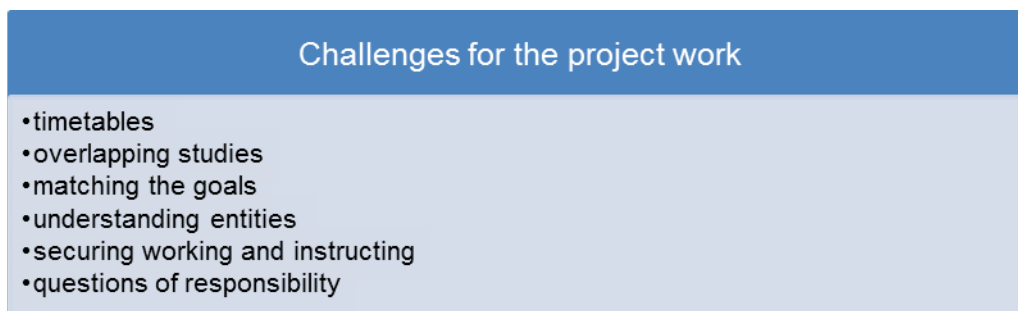 Challenges for the project work
•timetables
•overlapping studies
•matching the goals
•understanding entities
•securing working and instructing
•questions of responsibility